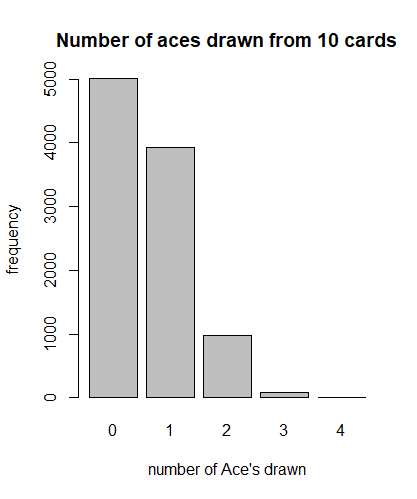 Number of aces drawn from 10 cards
frequency
5000
4000
3000
2000
1000
0
0 1 2 3 4
number of Ace's drawn